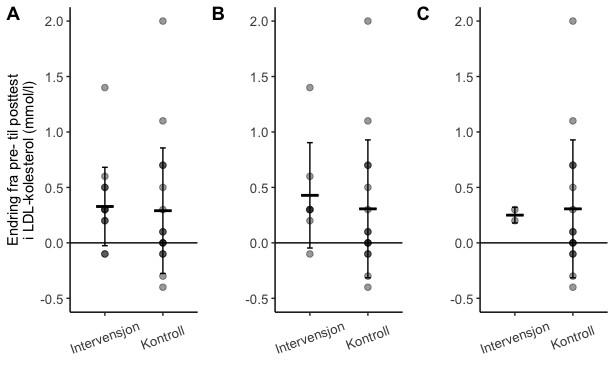 A
B
C
Endring fra pre- til posttest
i LDL-kolesterol (mmol/l)
2.0
1.5
1.0
0.5
0.0
-0.5
Intervensjon
Kontroll
2.0
1.5
1.0
0.5
0.0
-0.5
Intervensjon
Kontroll
2.0
1.5
1.0
0.5
0.0
-0.5
Intervensjon
Kontroll